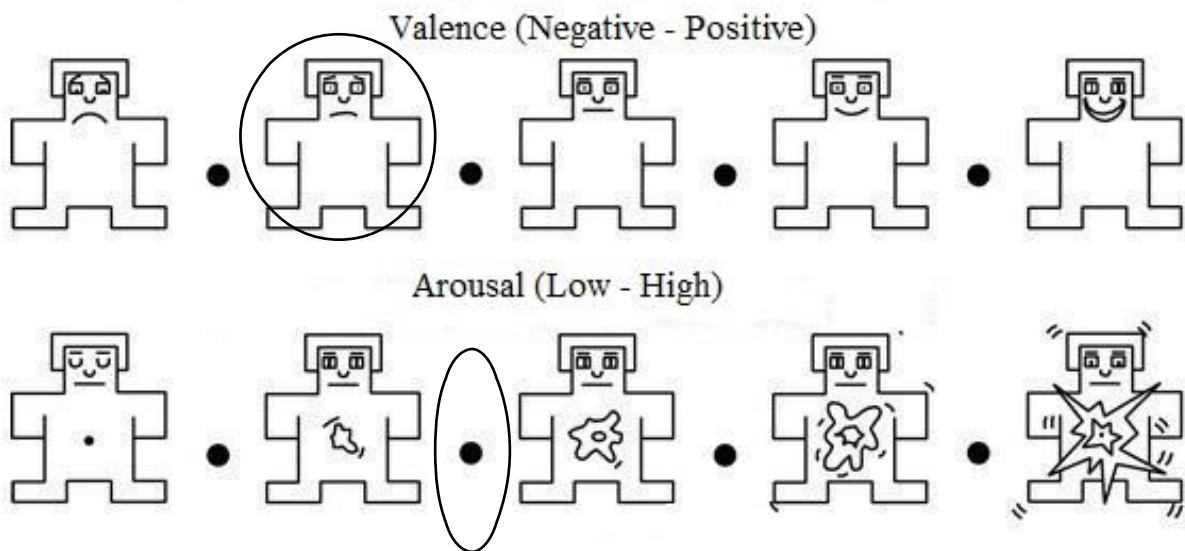 Valence (Negative - Positive)
Arousal (Low - High)